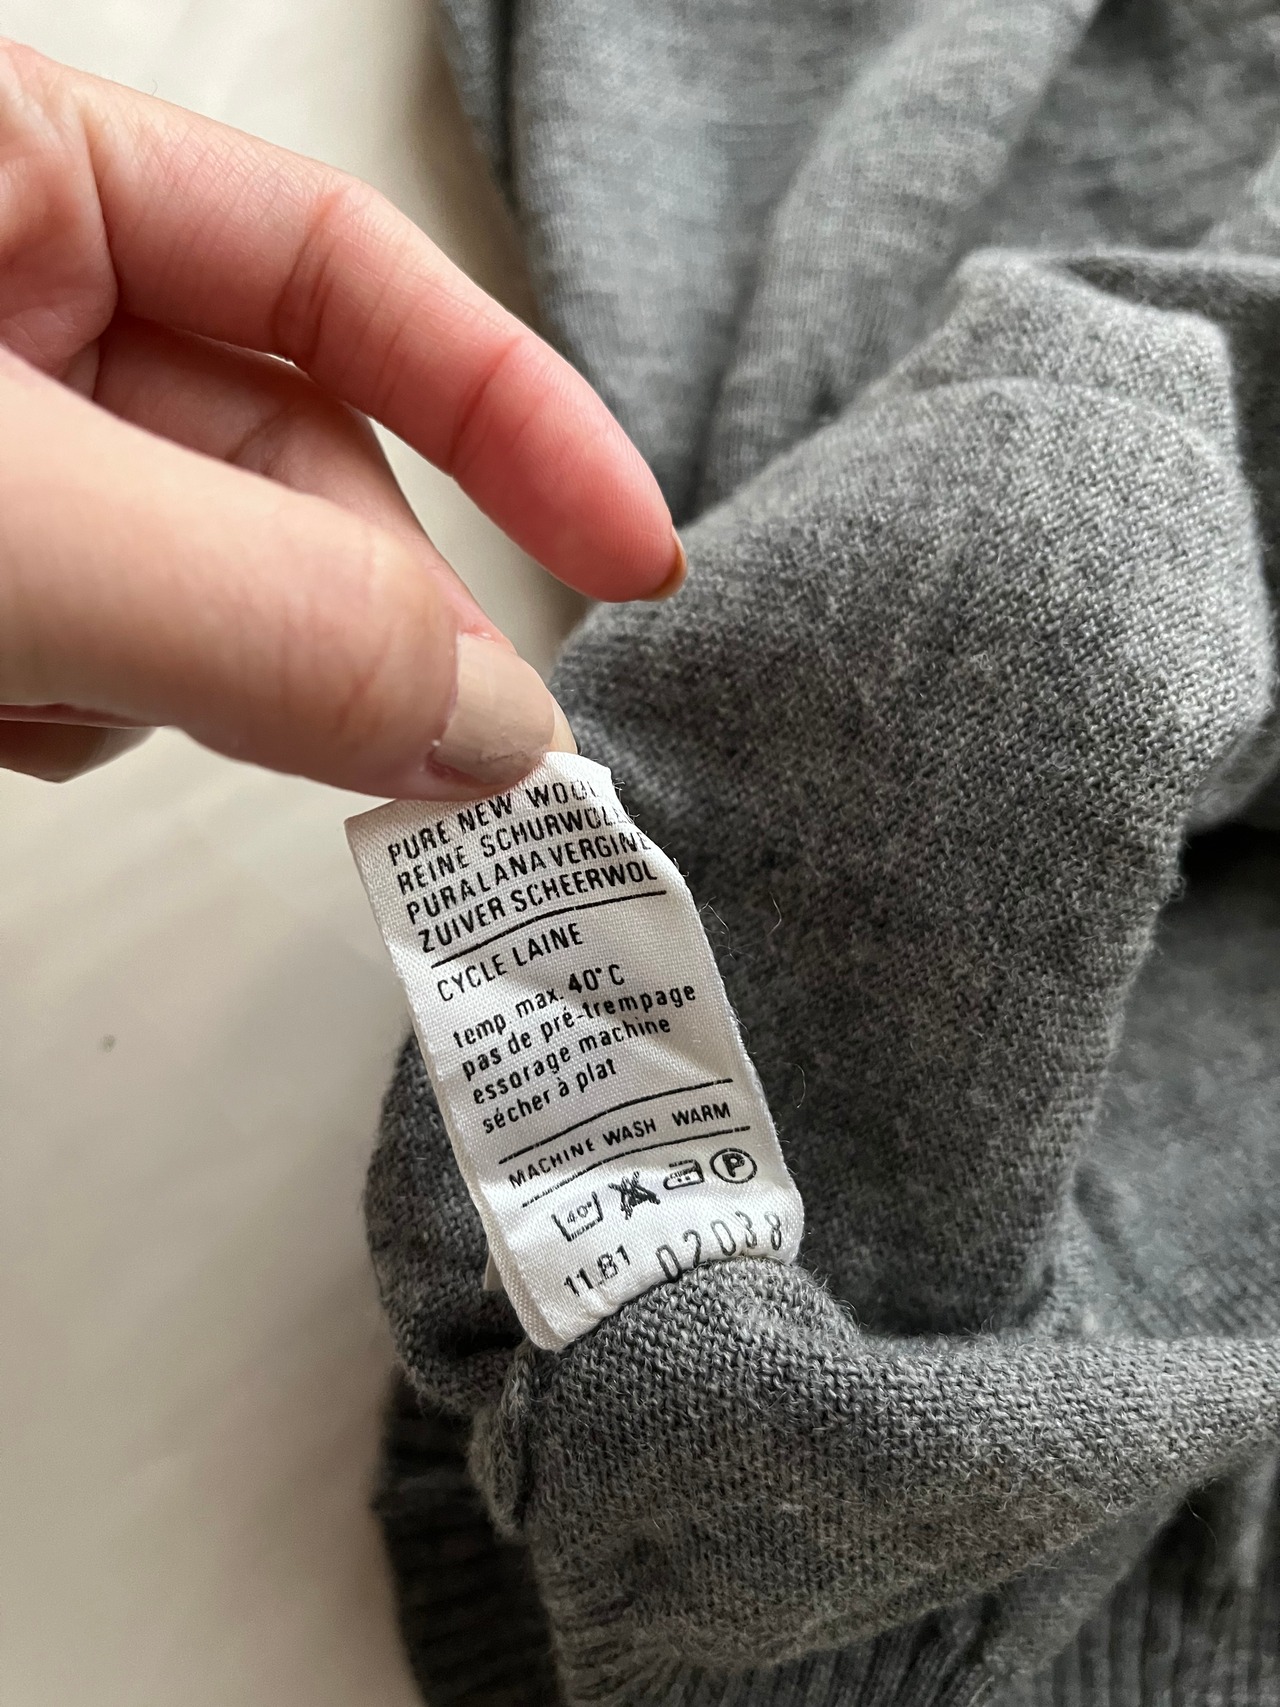 PURE NEW WOOL
REINE SCHURWOLL
PURA LANA VERGINE
ZUIVER SCHEERWOL
CYCLE LAINE
temp max. 40°C
pas de pré-trempage
essorage machine
sécher à plat
MACHINE WASH WARM
40° P
11.81 02038